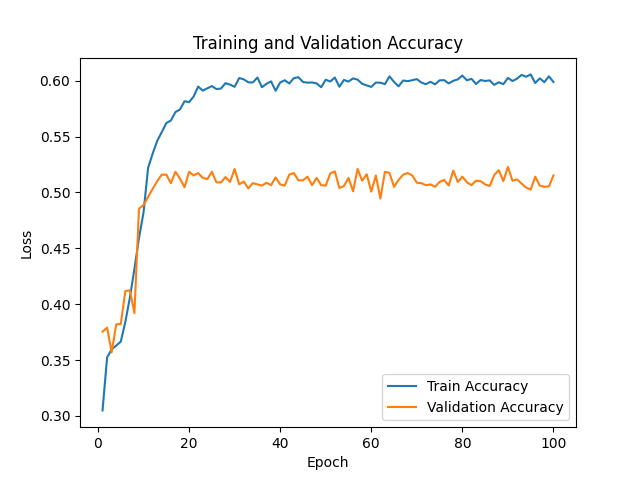 Training and Validation Accuracy
0.60
0.55
0.50
0.45
0.40
0.35
0.30
Loss
0
20
40
60
80
100
Epoch
Train Accuracy
Validation Accuracy